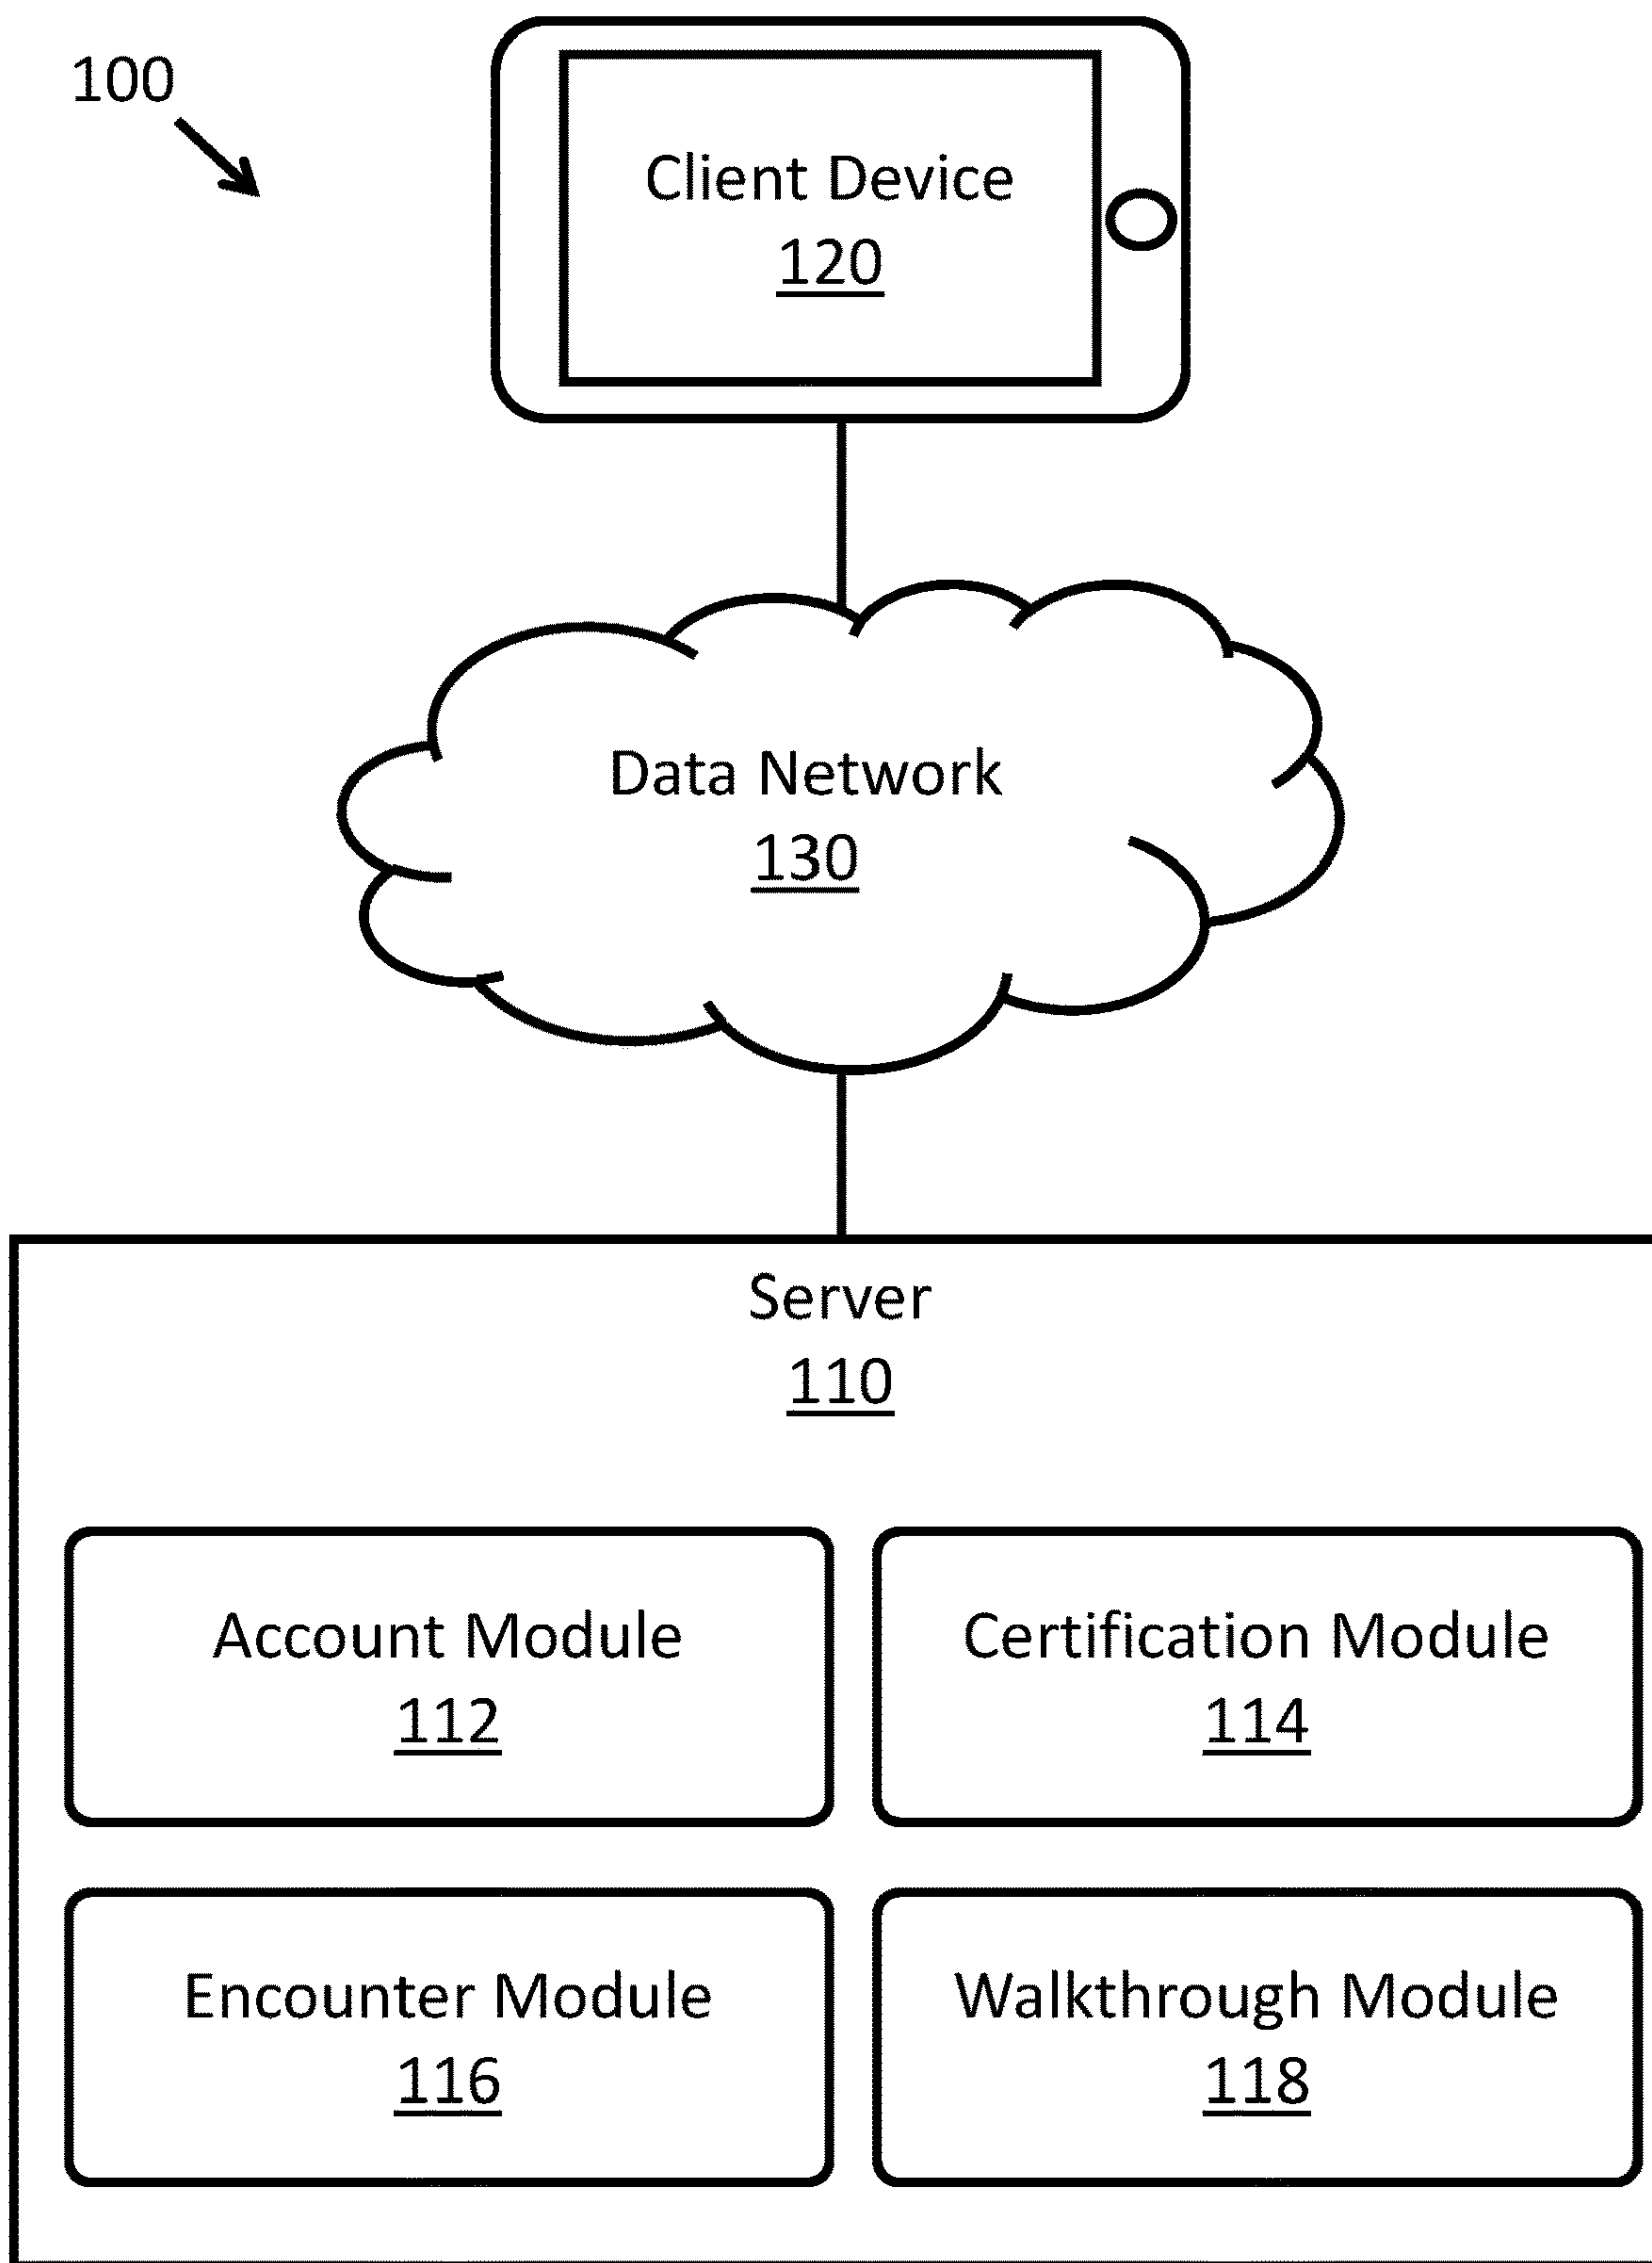 100
Client Device
120
Data Network
130
Server
110
Account Module
112
Certification Module
114
Encounter Module
116
Walkthrough Module
118